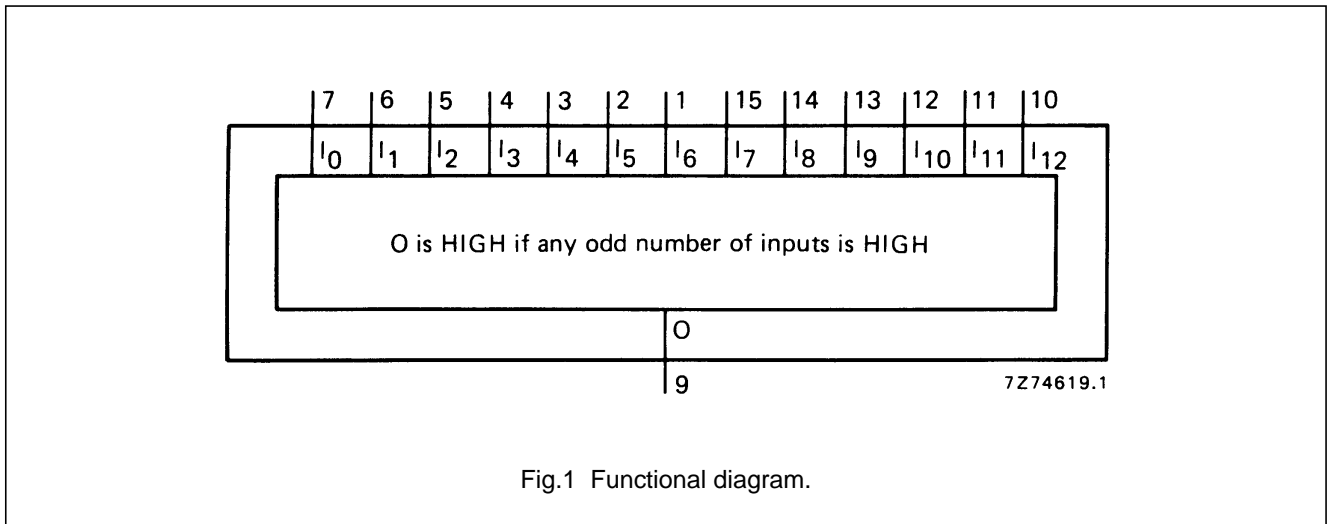 7 6 5 4 3 2 1 15 14 13 12 11 10
I0 I1 I2 I3 I4 I5 I6 I7 I8 I9 I10 I11 I12
O is HIGH if any odd number of inputs is HIGH
O
9
7Z74619.1
Fig.1 Functional diagram.